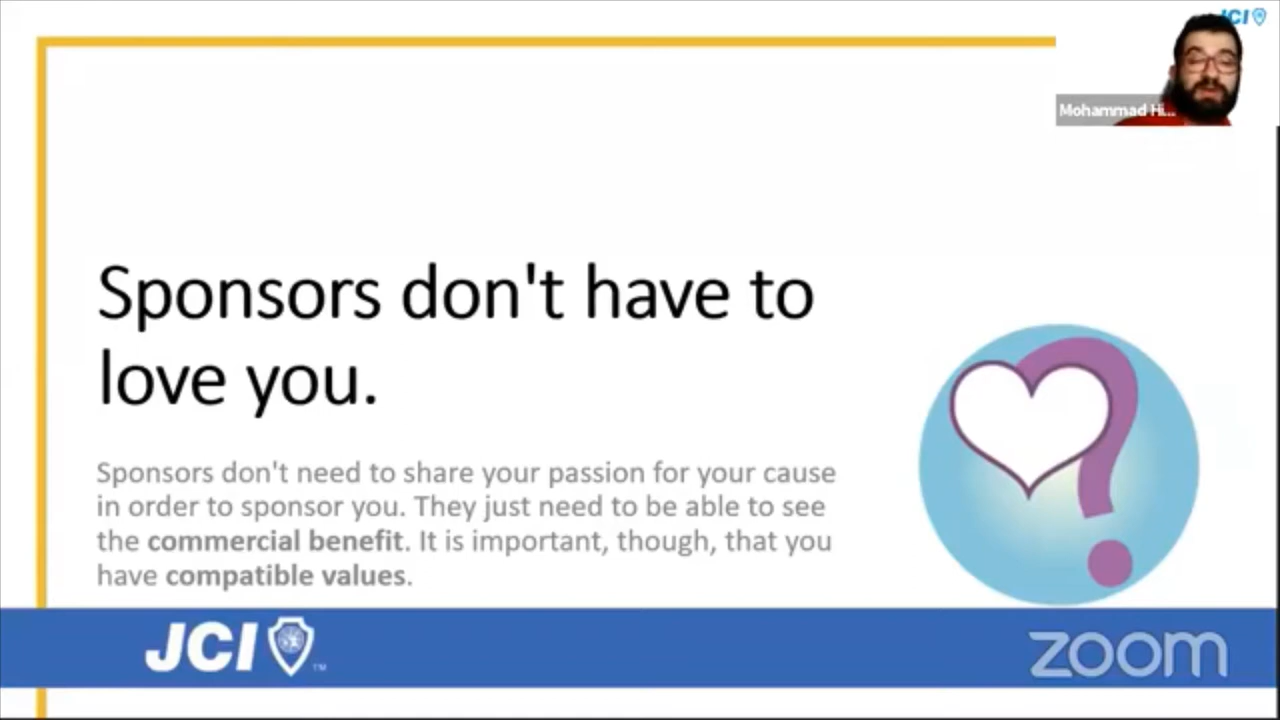 JCI
Mohammad Hi...
Sponsors don't have to
love you.
Sponsors don't need to share your passion for your cause
in order to sponsor you. They just need to be able to see
the commercial benefit. It is important, though, that you
have compatible values.
JCI TM
zoom